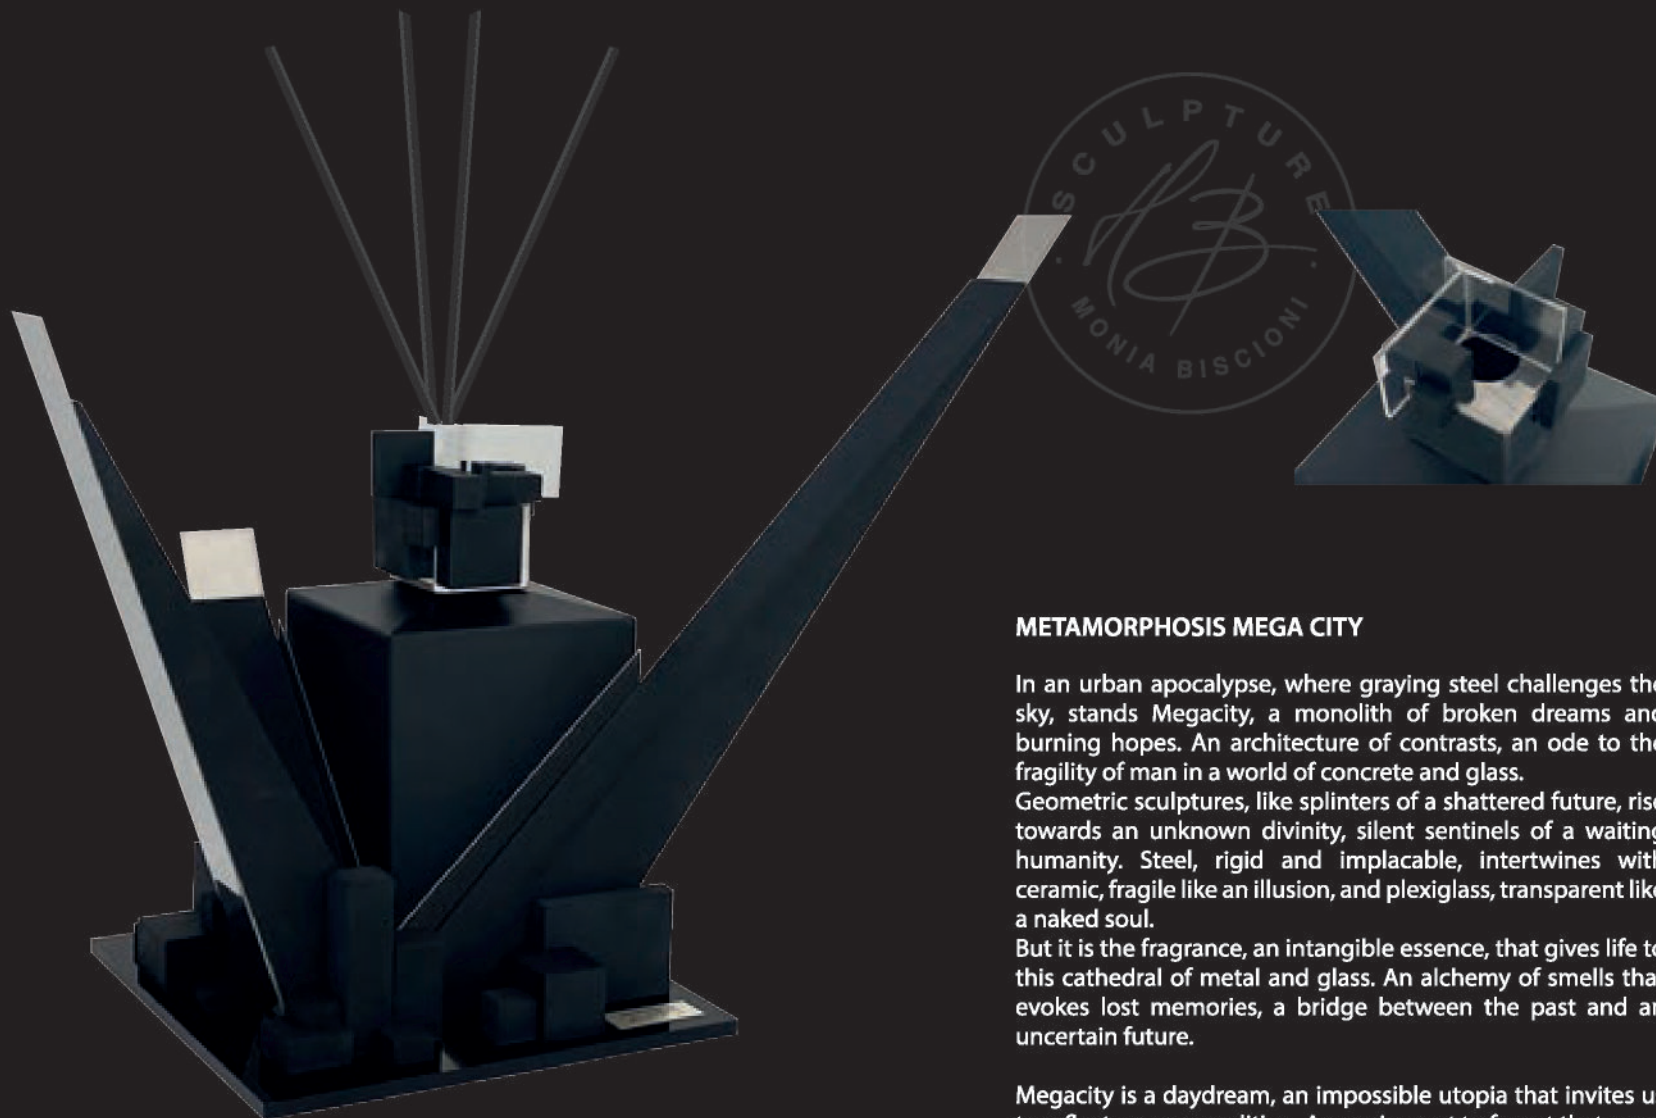 SCULPTURE
MONIA BISCIONI
METAMORPHOSIS MEGA CITY
In an urban apocalypse, where graying steel challenges the
sky, stands Megacity, a monolith of broken dreams and
burning hopes. An architecture of contrasts, an ode to the
fragility of man in a world of concrete and glass.
Geometric sculptures, like splinters of a shattered future, rise
towards an unknown divinity, silent sentinels of a waiting
humanity. Steel, rigid and implacable, intertwines with
ceramic, fragile like an illusion, and plexiglass, transparent like
a naked soul.
But it is the fragrance, an intangible essence, that gives life to
this cathedral of metal and glass. An alchemy of smells that
evokes lost memories, a bridge between the past and an
uncertain future.
Megacity is a daydream, an impossible utopia that invites u